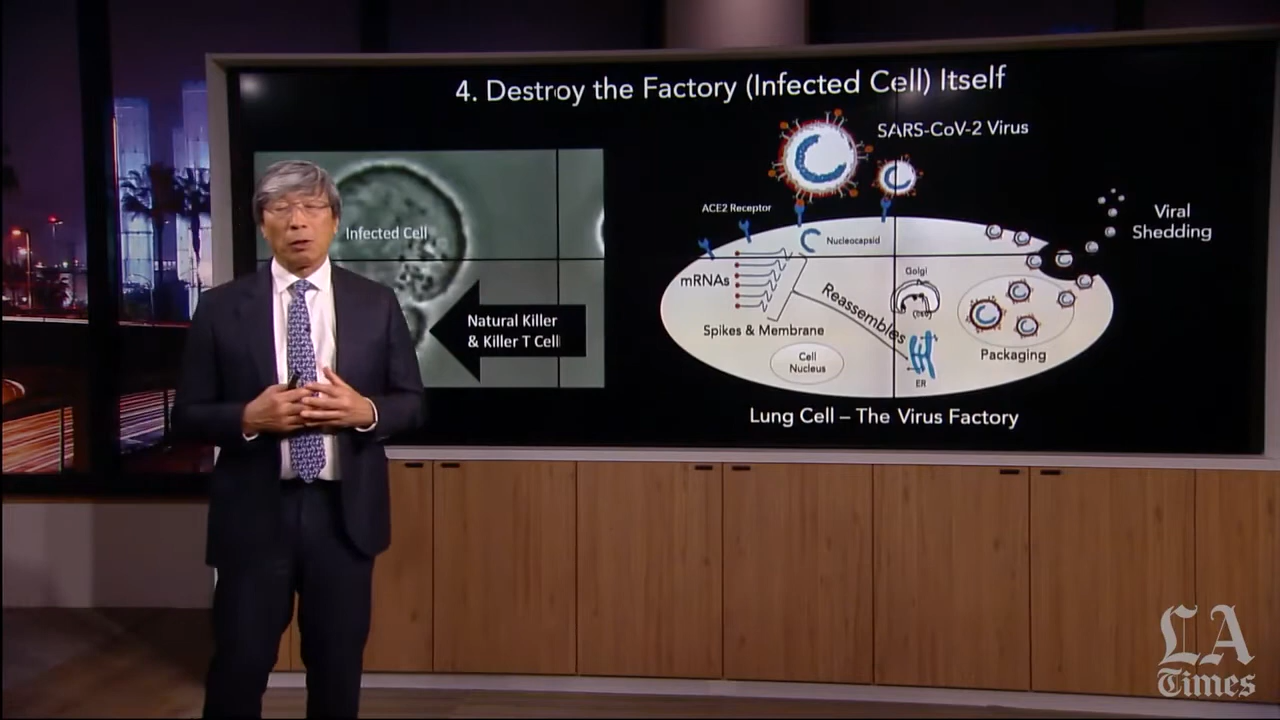 4. Destroy the Factory (Infected Cell) Itself
SARS-CoV-2 Virus
ACE2 Receptor
Viral
Shedding
Infected Cell
Nucleocapsid
mRNAs
Golgi
Reassembles
Natural Killer
& Killer T Cell
Spikes & Membrane
Packaging
Cell
Nucleus
ER
Lung Cell – The Virus Factory
LA
Times